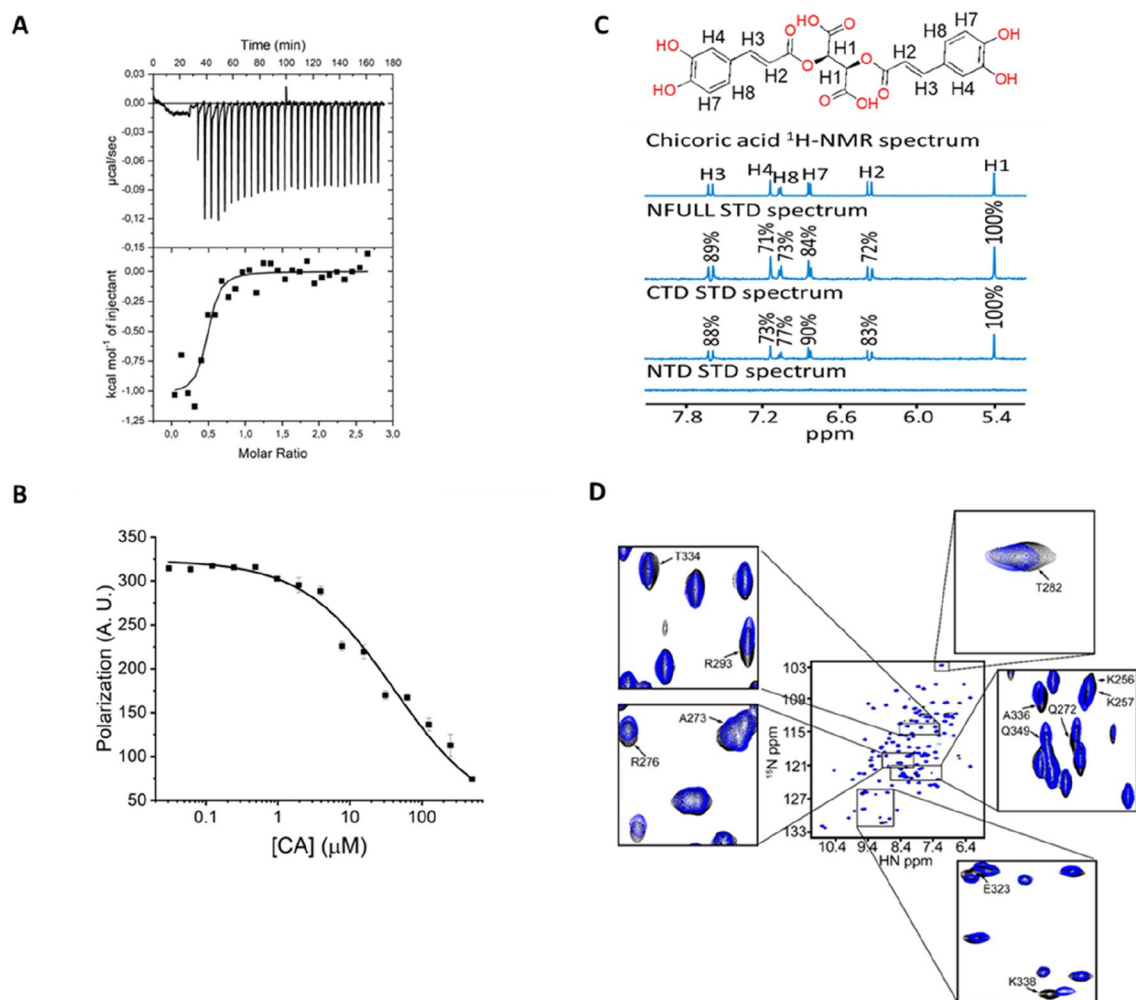 A
Time (min)
0 20 40 60 80 100 120 140 160 180
0,03
0,00
-0,03
-0,06
-0,09
-0,12
-0,15
µcal/sec
0,00
-0,25
-0,50
-0,75
-1,00
-1,25
kcal mol⁻¹ of injectant
0,0 0,5 1,0 1,5 2,0 2,5 3,0
Molar Ratio
B
350
300
250
200
150
100
50
Polarization (A. U.)
0.1 1 10 100
[CA] (µM)
C
HO O H8 H7
H4 H3 O H1 H2 OH
HO O O
HO H2 H1 O H3 H4 OH
H7 H8 O OH
Chicoric acid ¹H-NMR spectrum
H3 H4 H8 H7 H2 H1
NFULL STD spectrum
89% 71% 73% 84% 72% 100%
CTD STD spectrum
88% 73% 77% 90% 83% 100%
NTD STD spectrum
7.8 7.2 6.6 6.0 5.4
ppm
D
T334
R293
T282
A273
R276
K256
K257
A336
Q272
Q349
103
109
115
121
127
133
¹⁵N ppm
10.4 9.4 8.4 7.4 6.4
HN ppm
E323
K338